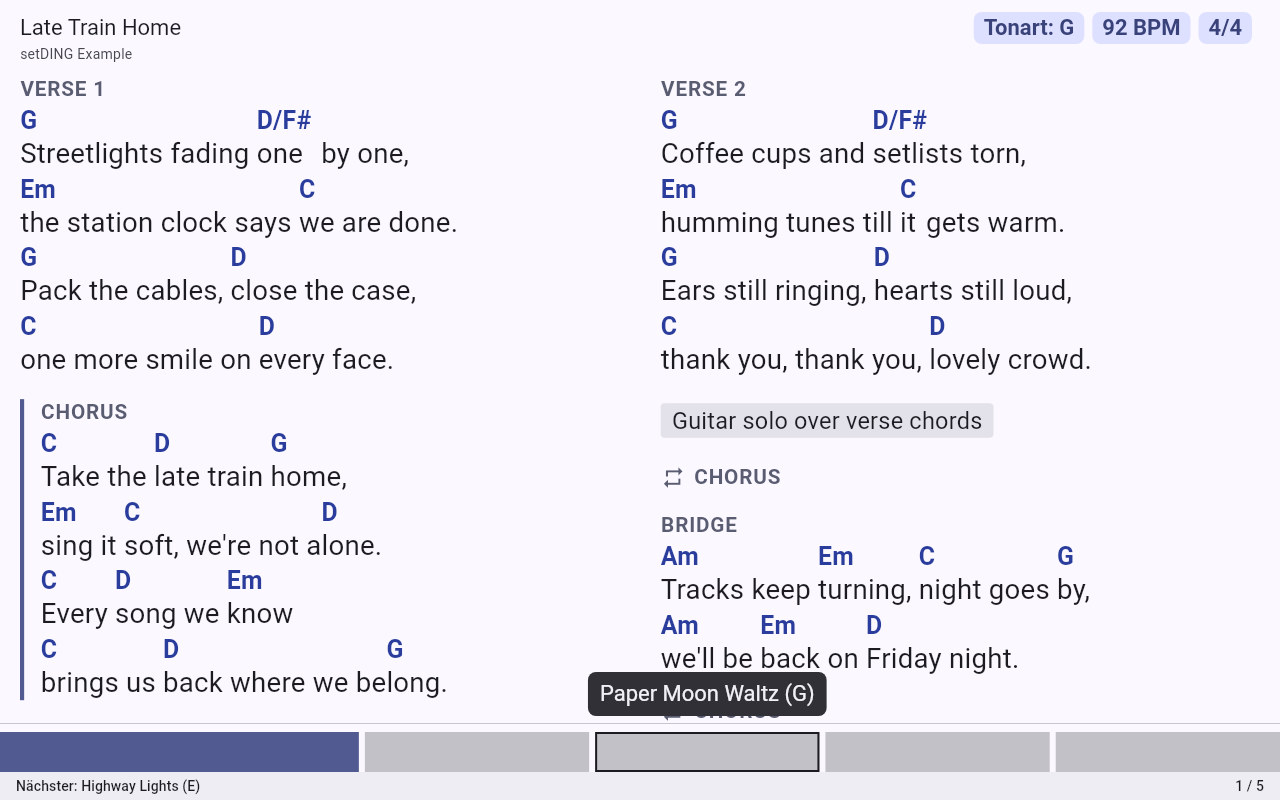 Late Train Home
setDING Example
Tonart: G 92 BPM 4/4
VERSE 1
G D/F#
Streetlights fading one by one,
Em C
the station clock says we are done.
G D
Pack the cables, close the case,
C D
one more smile on every face.
CHORUS
C D G
Take the late train home,
Em C D
sing it soft, we're not alone.
C D Em
Every song we know
C D G
brings us back where we belong.
VERSE 2
G D/F#
Coffee cups and setlists torn,
Em C
humming tunes till it gets warm.
G D
Ears still ringing, hearts still loud,
C D
thank you, thank you, lovely crowd.
Guitar solo over verse chords
CHORUS
BRIDGE
Am Em C G
Tracks keep turning, night goes by,
Am Em D
we'll be back on Friday night.
Paper Moon Waltz (G)
Nächster: Highway Lights (E)
1 / 5